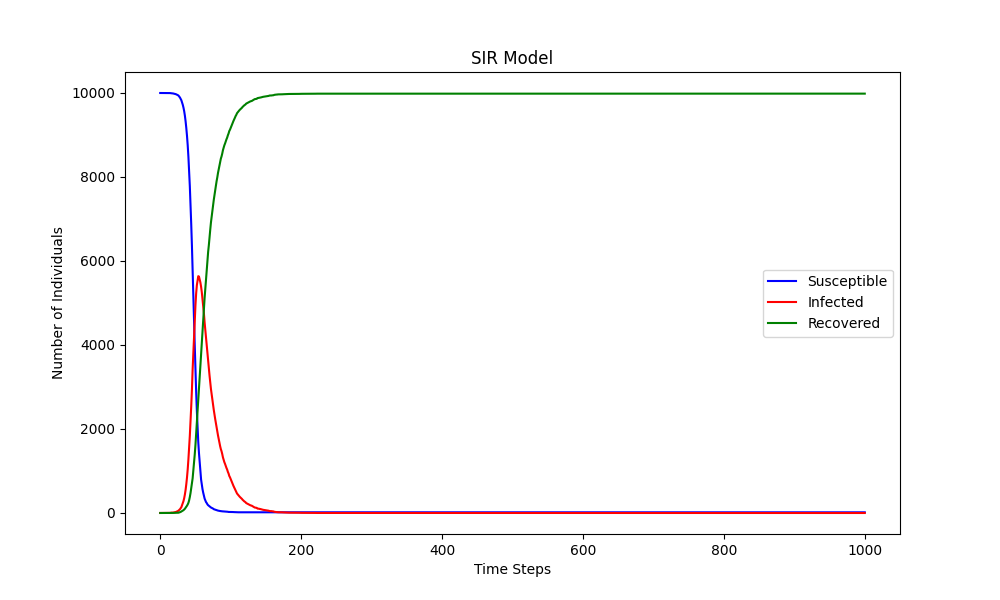 SIR Model
Number of Individuals
10000
8000
6000
4000
2000
0
Susceptible
Infected
Recovered
0 200 400 600 800 1000
Time Steps